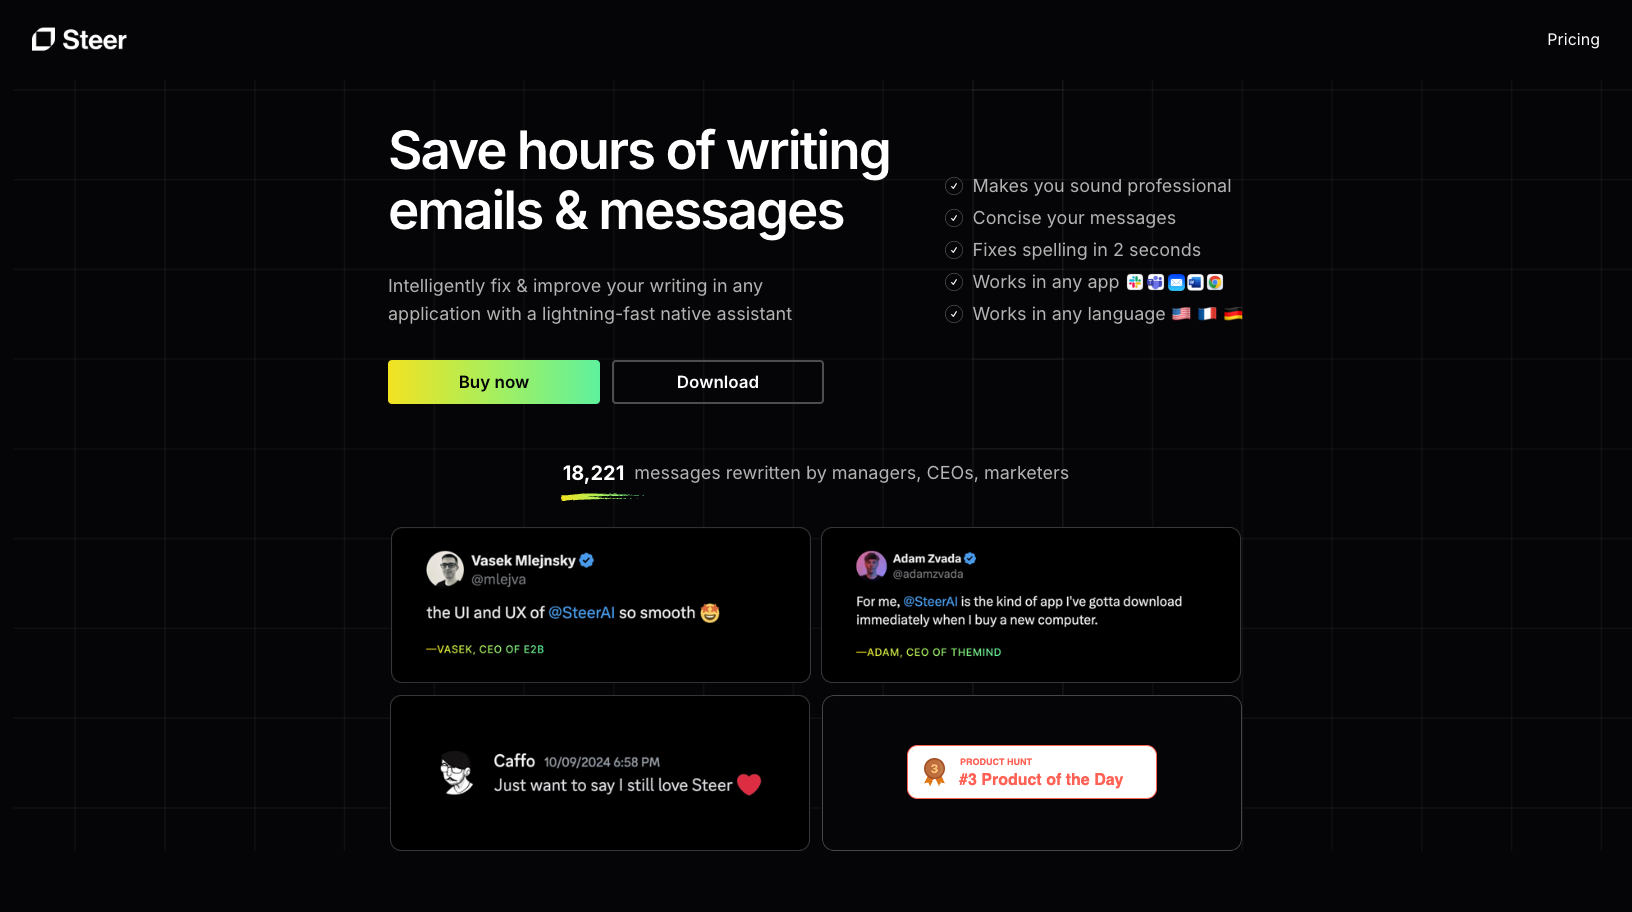 Steer
Pricing
Save hours of writing
emails & messages
Intelligently fix & improve your writing in any
application with a lightning-fast native assistant
Buy now
Download
Makes you sound professional
Concise your messages
Fixes spelling in 2 seconds
Works in any app
Works in any language 🇺🇸 🇫🇷 🇩🇪
18,221 messages rewritten by managers, CEOs, marketers
Vasek Mlejnsky
@mlejva
the UI and UX of @SteerAI so smooth 🤩
—VASEK, CEO OF E2B
Adam Zvada
@adamzvada
For me, @SteerAI is the kind of app I've gotta download
immediately when I buy a new computer.
—ADAM, CEO OF THEMIND
Caffo 10/09/2024 6:58 PM
Just want to say I still love Steer ❤️
3
PRODUCT HUNT
#3 Product of the Day